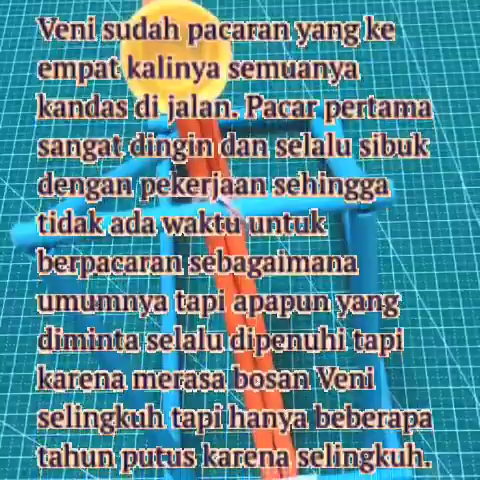 Veni sudah pacaran yang ke
empat kalinya semuanya
kandas di jalan. Pacar pertama
sangat dingin dan selalu sibuk
dengan pekerjaan sehingga
tidak ada waktu untuk
berpacaran sebagaimana
umumnya tapi apapun yang
diminta selalu dipenuhi tapi
karena merasa bosan Veni
selingkuh tapi hanya beberapa
tahun putus karena selingkuh.